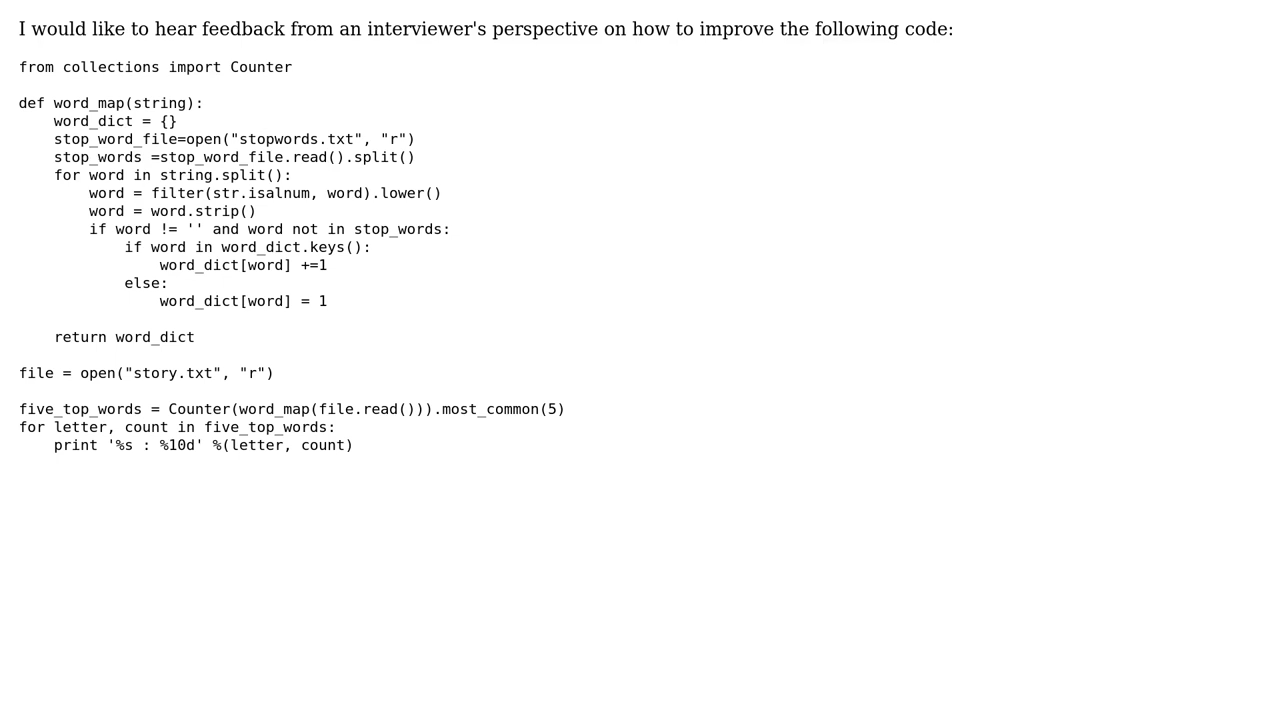 I would like to hear feedback from an interviewer's perspective on how to improve the following code:
from collections import Counter
def word_map(string):
    word_dict = {}
    stop_word_file=open("stopwords.txt", "r")
    stop_words =stop_word_file.read().split()
    for word in string.split():
        word = filter(str.isalnum, word).lower()
        word = word.strip()
        if word != '' and word not in stop_words:
            if word in word_dict.keys():
                word_dict[word] +=1
            else:
                word_dict[word] = 1
    return word_dict
file = open("story.txt", "r")
five_top_words = Counter(word_map(file.read())).most_common(5)
for letter, count in five_top_words:
    print '%s : %10d' %(letter, count)